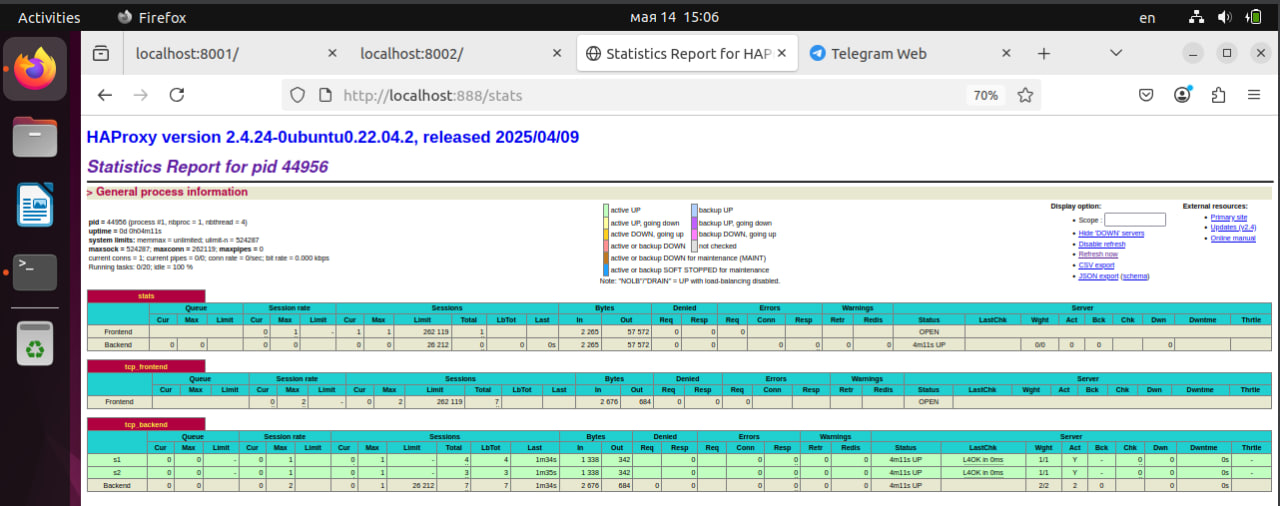 Activities Firefox мая 14 15:06 en
localhost:8001/ × localhost:8002/ × Statistics Report for HAP × Telegram Web × +
http://localhost:888/stats 70%
HAProxy version 2.4.24-0ubuntu0.22.04.2, released 2025/04/09
Statistics Report for pid 44956
> General process information
pid = 44956 (process #1, nbproc = 1, nbthread = 4)
uptime = 0d 0h04m11s
system limits: memmax = unlimited; ulimit-n = 524287
maxsock = 524287; maxconn = 262119; maxpipes = 0
current conns = 1; current pipes = 0/0; conn rate = 0/sec; bit rate = 0.000 kbps
Running tasks: 0/20; idle = 100 %
active UP backup UP
active UP, going down backup UP, going down
active DOWN, going up backup DOWN, going up
active or backup DOWN not checked
active or backup DOWN for maintenance (MAINT)
active or backup SOFT STOPPED for maintenance
Note: "NOLB"/"DRAIN" = UP with load-balancing disabled.
Display option:
Scope :
Hide 'DOWN' servers
Disable refresh
Refresh now
CSV export
JSON export (schema)
External resources:
Primary site
Updates (v2.4)
Online manual
stats
Queue Session rate Sessions Bytes Denied Errors Warnings Server
Cur Max Limit Cur Max Limit Cur Max Limit Total LbTot Last In Out Req Resp Req Conn Resp Retr Redis Status LastChk Wght Act Bck Chk Dwn Dwntme Thrtle
Frontend 0 1 - 1 1 262 119 1 2 265 57 572 0 0 0 OPEN
Backend 0 0 0 0 0 0 26 212 0 0 0s 2 265 57 572 0 0 0 0 0 0 4m11s UP 0/0 0 0 0
tcp_frontend
Queue Session rate Sessions Bytes Denied Errors Warnings Server
Cur Max Limit Cur Max Limit Cur Max Limit Total LbTot Last In Out Req Resp Req Conn Resp Retr Redis Status LastChk Wght Act Bck Chk Dwn Dwntme Thrtle
Frontend 0 2 - 0 2 262 119 7 2 676 684 0 0 0 OPEN
tcp_backend
Queue Session rate Sessions Bytes Denied Errors Warnings Server
Cur Max Limit Cur Max Limit Cur Max Limit Total LbTot Last In Out Req Resp Req Conn Resp Retr Redis Status LastChk Wght Act Bck Chk Dwn Dwntme Thrtle
s1 0 0 - 0 1 0 1 - 4 4 1m34s 1 338 342 0 0 0 0 0 4m11s UP L4OK in 0ms 1/1 Y - 0 0 0s -
s2 0 0 - 0 1 0 1 - 3 3 1m35s 1 338 342 0 0 0 0 0 4m11s UP L4OK in 0ms 1/1 Y - 0 0 0s -
Backend 0 0 0 2 0 1 26 212 7 7 1m34s 2 676 684 0 0 0 0 0 0 4m11s UP 2/2 2 0 0 0s